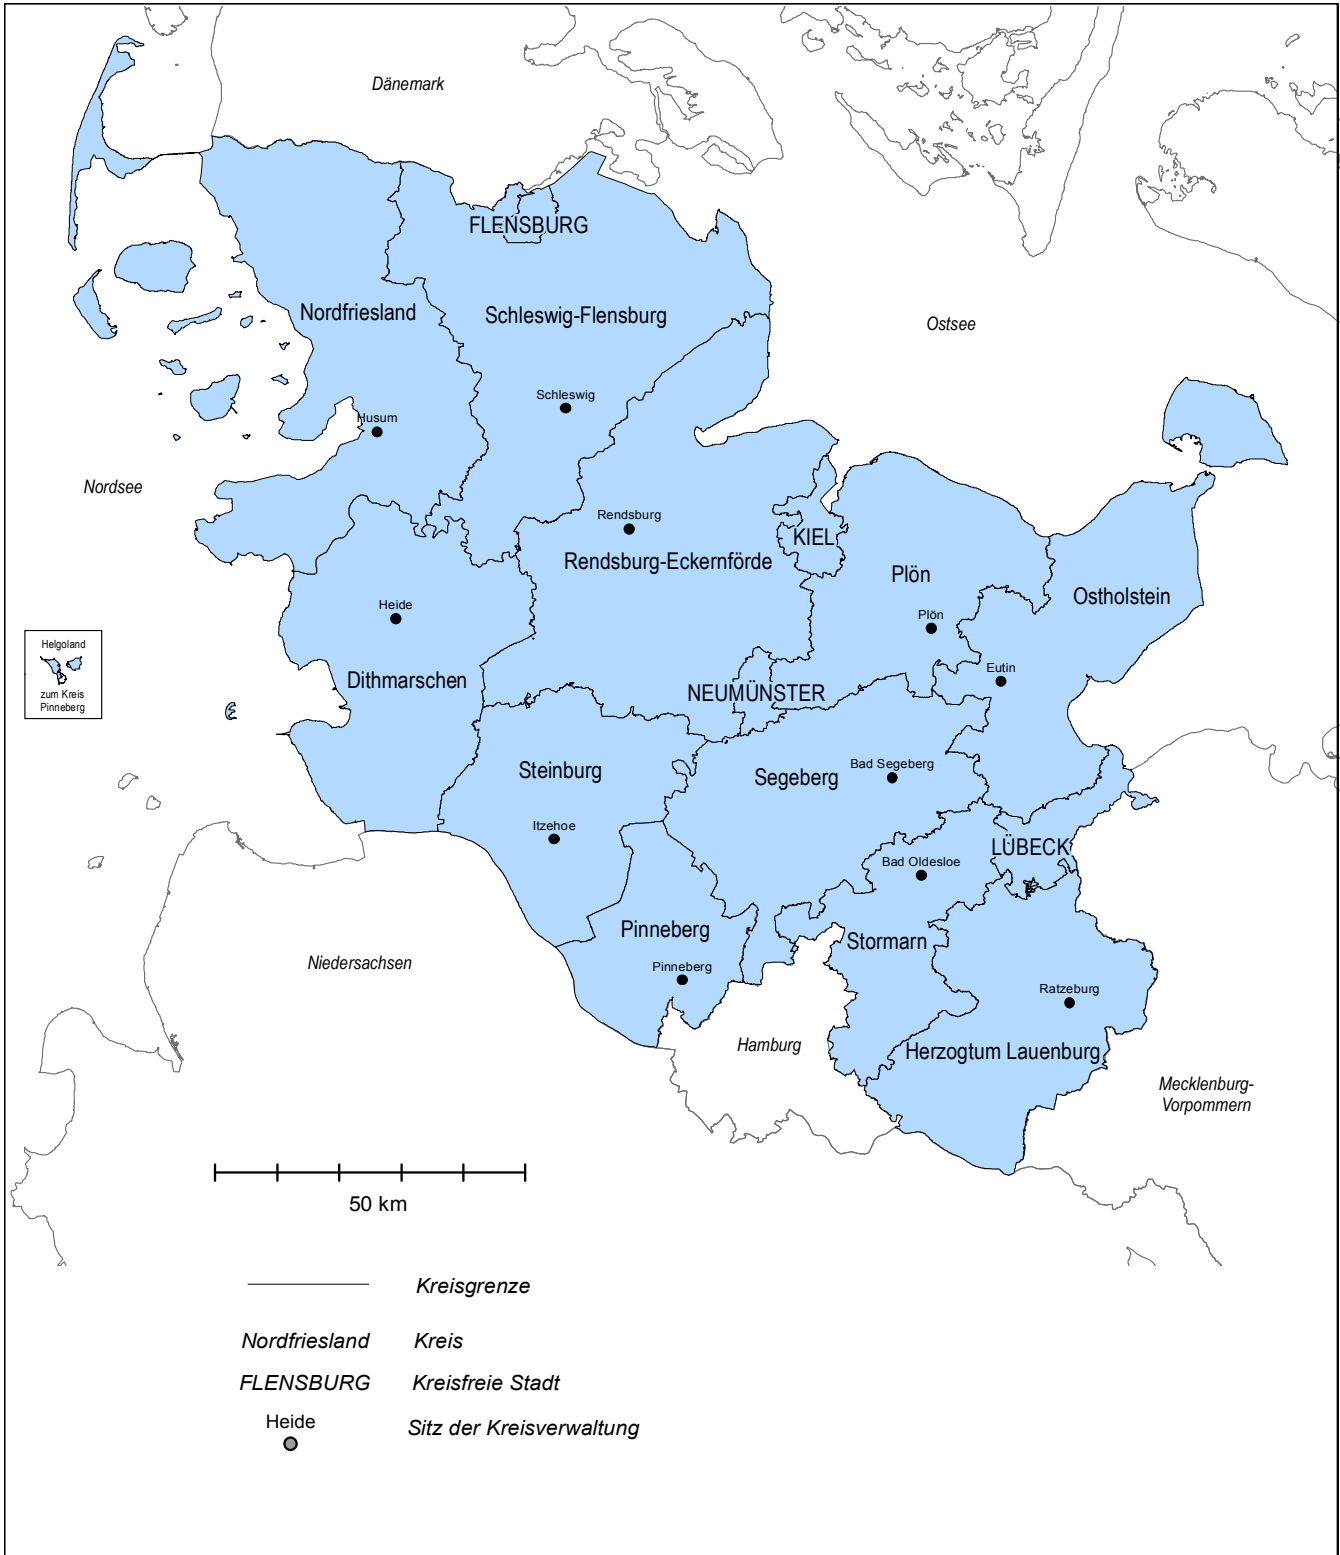 Dänemark
FLENSBURG
Nordfriesland
Schleswig-Flensburg
Ostsee
Schleswig
Husum
Nordsee
Rendsburg
KIEL
Rendsburg-Eckernförde
Plön
Ostholstein
Heide
Plön
Helgoland
zum Kreis
Pinneberg
Eutin
Dithmarschen
NEUMÜNSTER
Steinburg
Segeberg
Bad Segeberg
Itzehoe
LÜBECK
Bad Oldesloe
Pinneberg
Stormarn
Niedersachsen
Pinneberg
Ratzeburg
Hamburg
Herzogtum Lauenburg
Mecklenburg-
Vorpommern
50 km
Kreisgrenze
Nordfriesland Kreis
FLENSBURG Kreisfreie Stadt
Heide Sitz der Kreisverwaltung